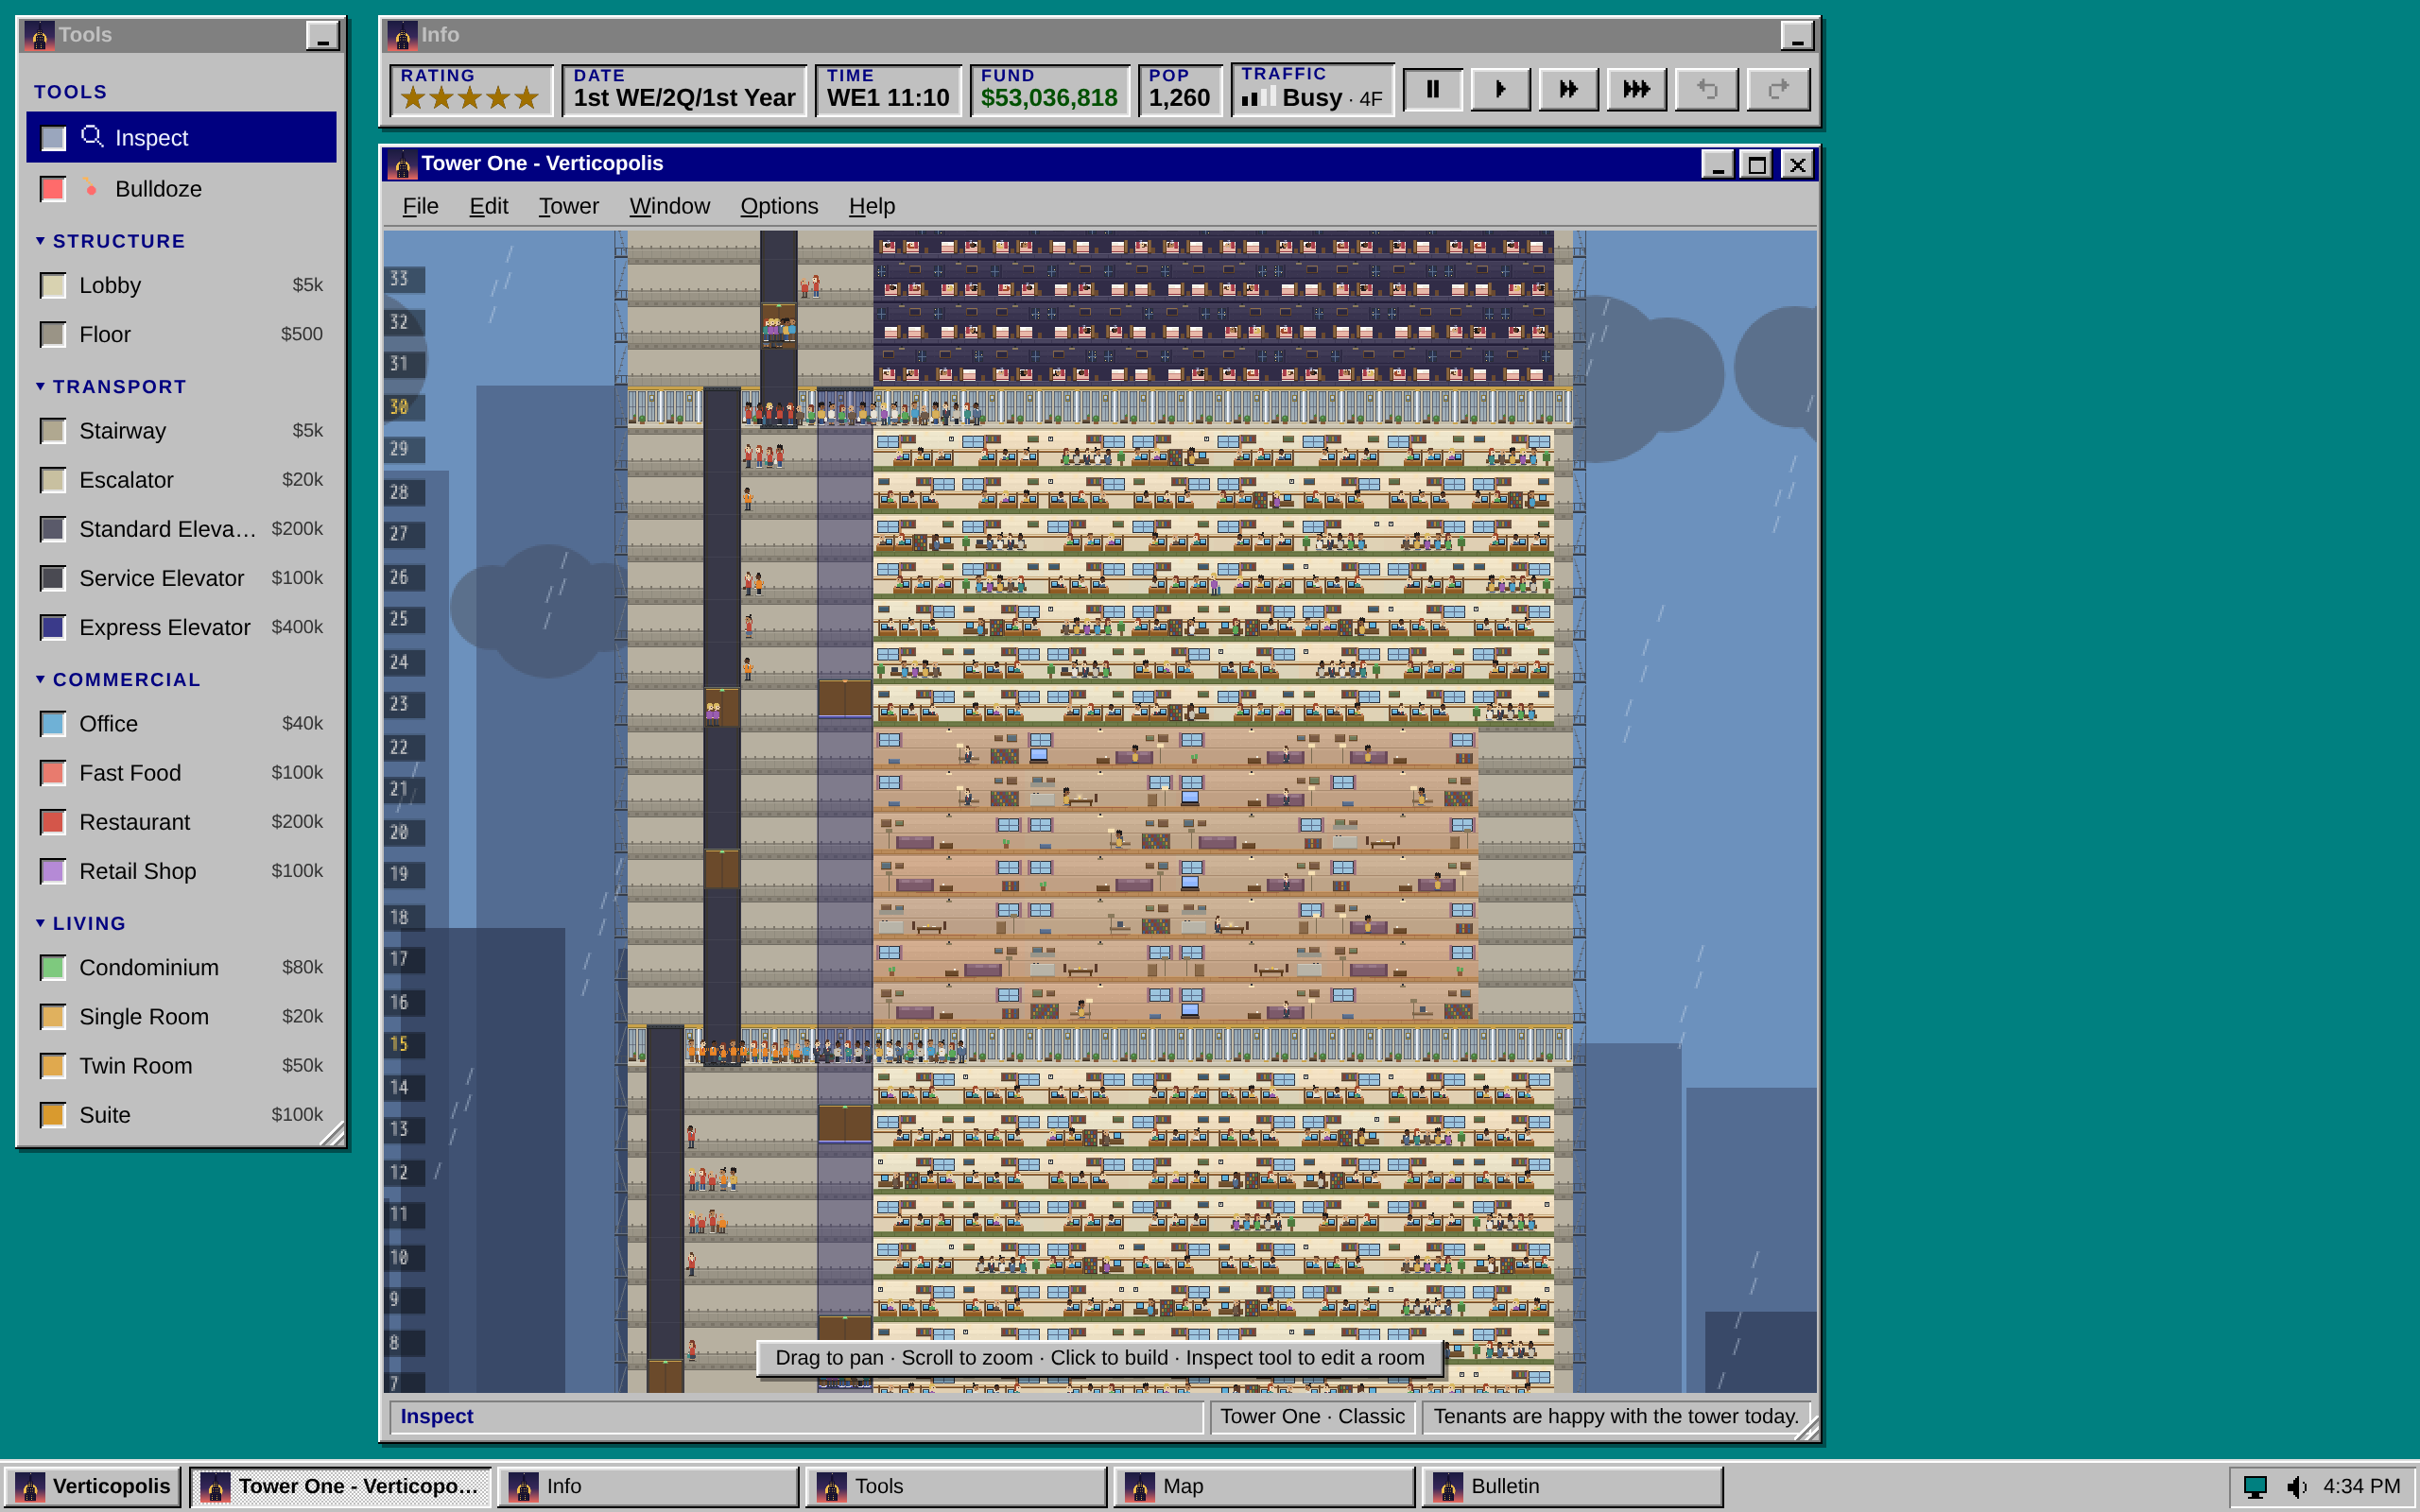 Tools
TOOLS
Inspect
Bulldoze
STRUCTURE
Lobby $5k
Floor $500
TRANSPORT
Stairway $5k
Escalator $20k
Standard Eleva… $200k
Service Elevator $100k
Express Elevator $400k
COMMERCIAL
Office $40k
Fast Food $100k
Restaurant $200k
Retail Shop $100k
LIVING
Condominium $80k
Single Room $20k
Twin Room $50k
Suite $100k
Info
RATING DATE TIME FUND POP TRAFFIC
★★★★★ 1st WE/2Q/1st Year WE1 11:10 $53,036,818 1,260 Busy · 4F
Tower One - Verticopolis
File Edit Tower Window Options Help
33
32
31
30
29
28
27
26
25
24
23
22
21
20
19
18
17
16
15
14
13
12
11
10
9
8
7
Drag to pan · Scroll to zoom · Click to build · Inspect tool to edit a room
Inspect Tower One · Classic Tenants are happy with the tower today.
Verticopolis Tower One - Verticopo… Info Tools Map Bulletin 4:34 PM